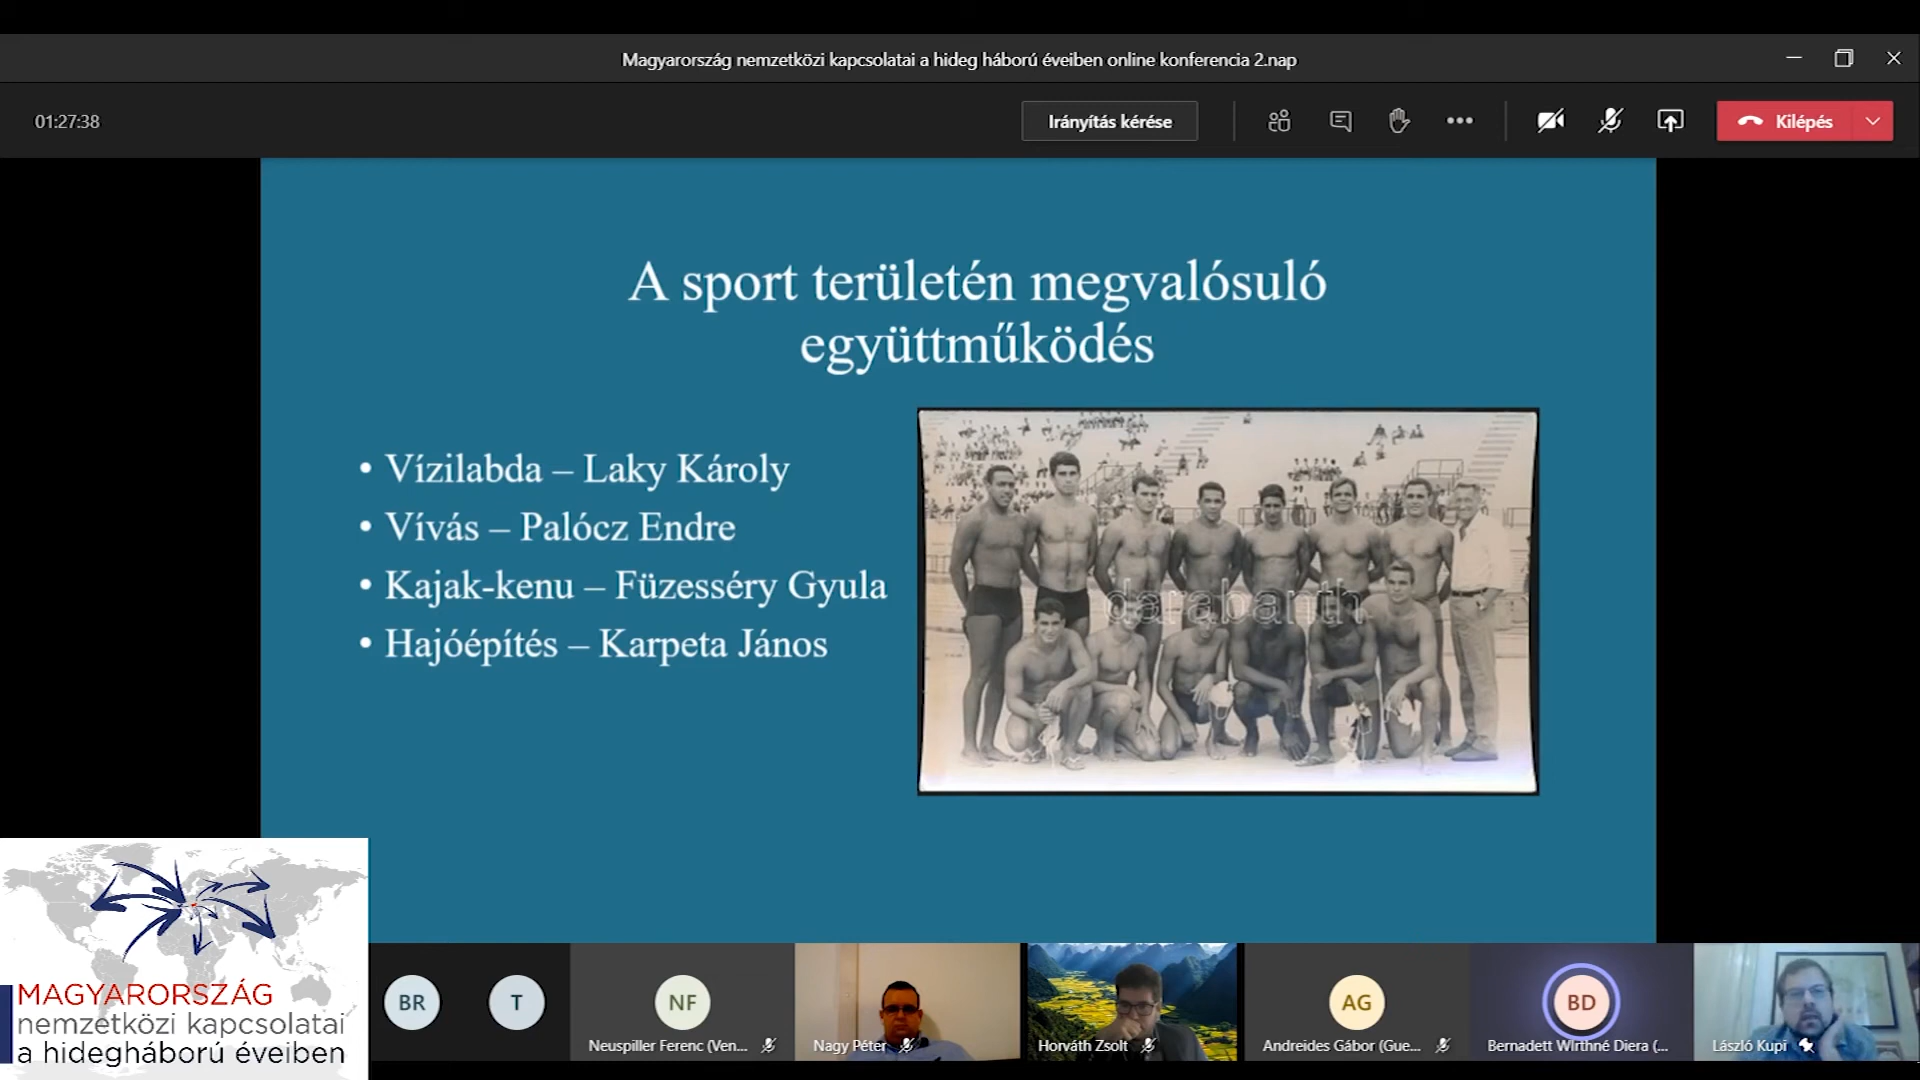 Magyarország nemzetközi kapcsolatai a hideg háború éveiben online konferencia 2.nap
01:27:38
Irányítás kérése
Kilépés
A sport területén megvalósuló
együttműködés
• Vízilabda – Laky Károly
• Vívás – Palócz Endre
• Kajak-kenu – Füzesséry Gyula
• Hajóépítés – Karpeta János
darabanth
MAGYARORSZÁG
nemzetközi kapcsolatai
a hidegháború éveiben
BR
T
NF
Neuspiller Ferenc (Ven...
Nagy Péter
Horváth Zsolt
AG
Andreides Gábor (Gue...
BD
Bernadett Wirthné Diera (...
László Kupi